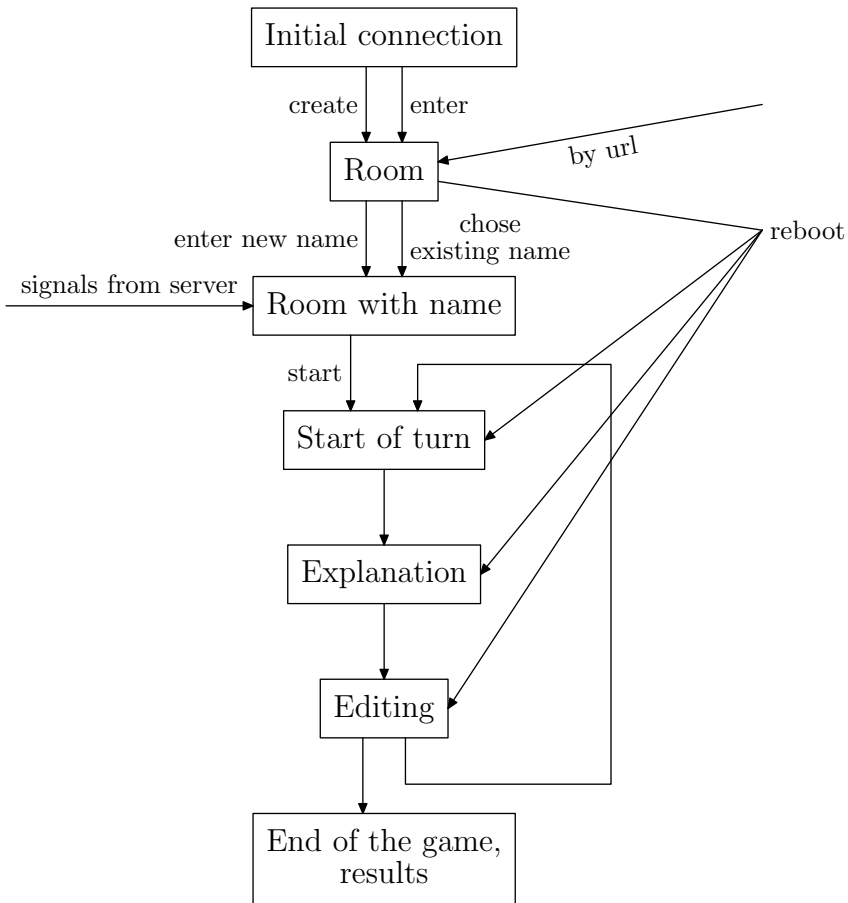 Initial connection
create
enter
by url
Room
enter new name
chose
existing name
reboot
signals from server
Room with name
start
Start of turn
Explanation
Editing
End of the game,
results